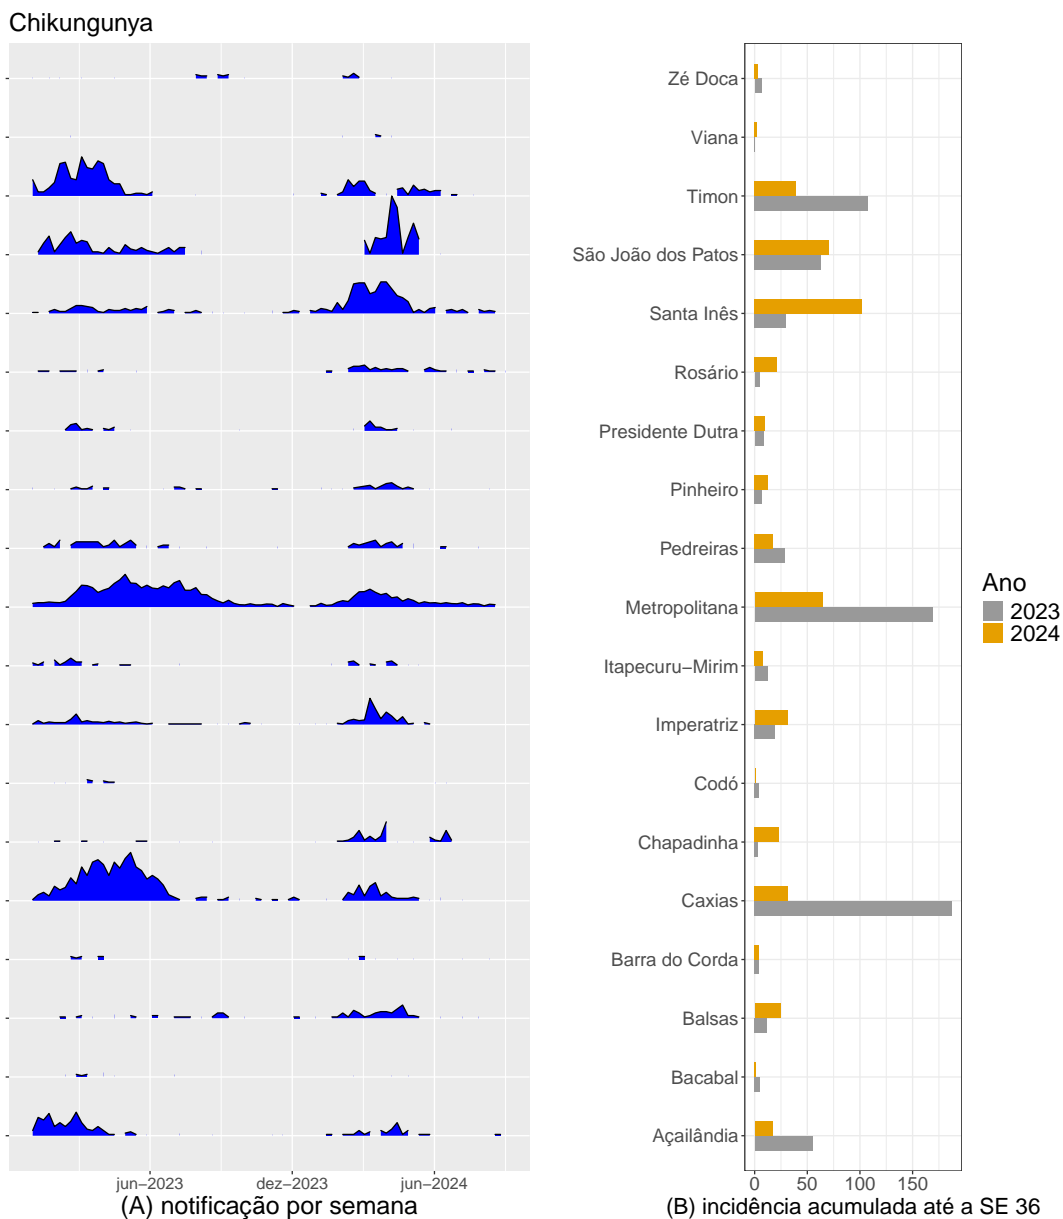 Chikungunya
Zé Doca
Viana
Timon
São João dos Patos
Santa Inês
Rosário
Presidente Dutra
Pinheiro
Pedreiras
Metropolitana
Itapecuru−Mirim
Imperatriz
Codó
Chapadinha
Caxias
Barra do Corda
Balsas
Bacabal
Açailândia
Ano
2023
2024
jun−2023 dez−2023 jun−2024
0 50 100 150
(A) notificação por semana
(B) incidência acumulada até a SE 36